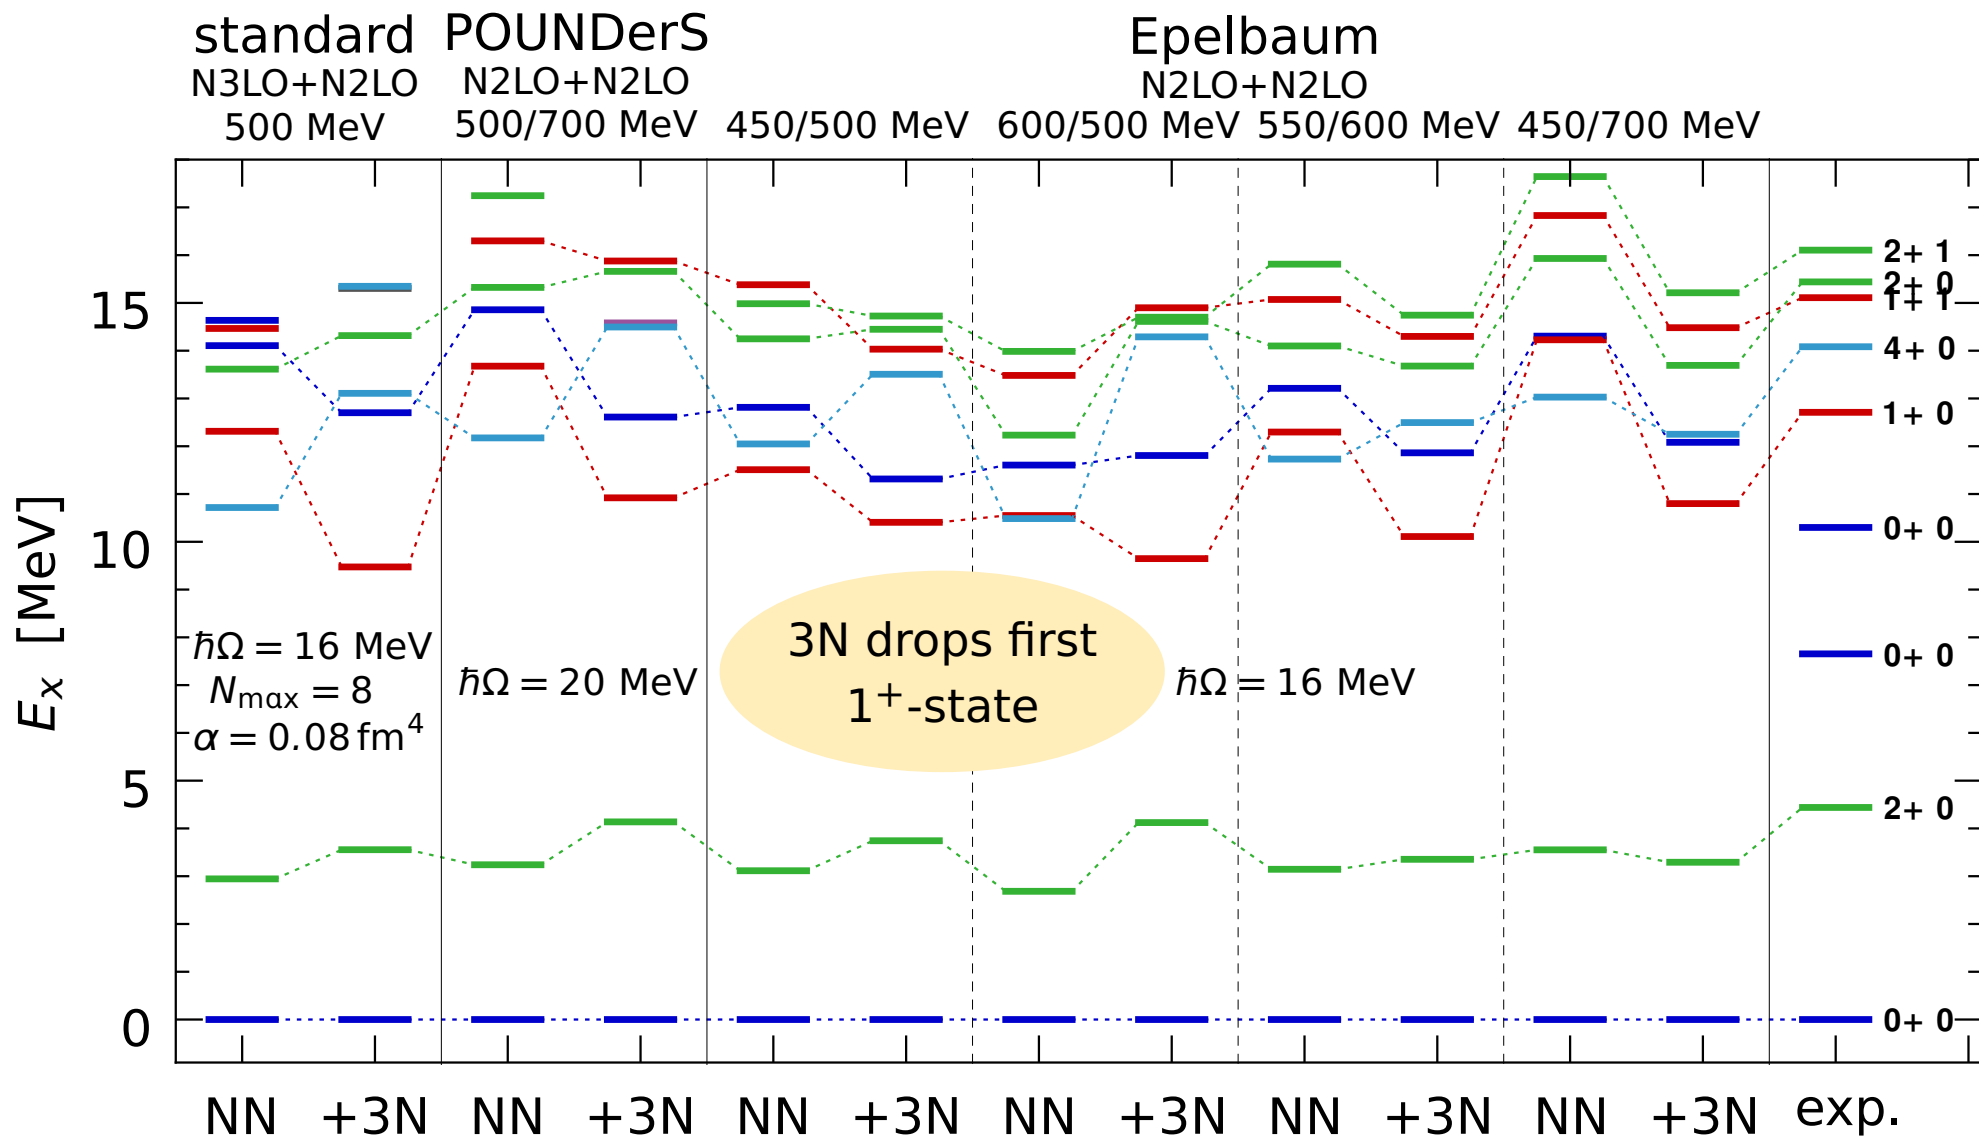 standard
N3LO+N2LO
500 MeV
POUNDerS
N2LO+N2LO
500/700 MeV
Epelbaum
N2LO+N2LO
450/500 MeV
600/500 MeV
550/600 MeV
450/700 MeV
E_x [MeV]
15
10
5
0
ℏΩ = 16 MeV
N_max = 8
α = 0.08 fm⁴
ℏΩ = 20 MeV
3N drops first
1⁺-state
ℏΩ = 16 MeV
2+ 1
2+ 0
1+ 1
4+ 0
1+ 0
0+ 0
0+ 0
2+ 0
0+ 0
NN +3N NN +3N NN +3N NN +3N NN +3N NN +3N exp.